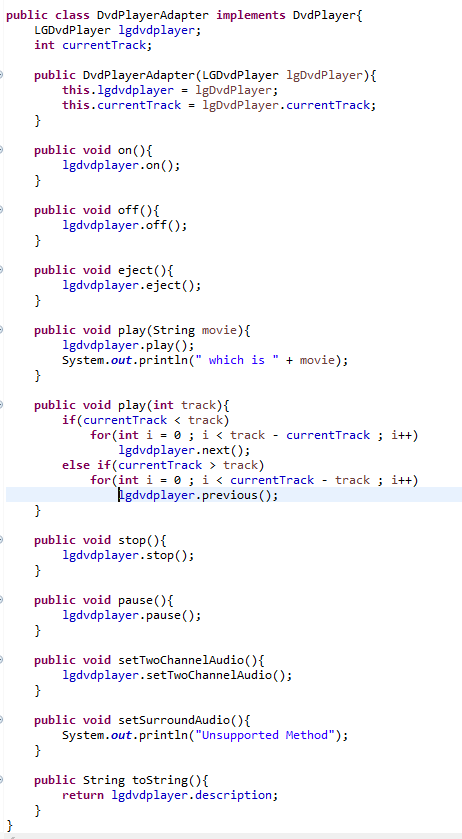 public class DvdPlayerAdapter implements DvdPlayer{
    LGDvdPlayer lgdvdplayer;
    int currentTrack;

    public DvdPlayerAdapter(LGDvdPlayer lgDvdPlayer){
        this.lgdvdplayer = lgDvdPlayer;
        this.currentTrack = lgDvdPlayer.currentTrack;
    }

    public void on(){
        lgdvdplayer.on();
    }

    public void off(){
        lgdvdplayer.off();
    }

    public void eject(){
        lgdvdplayer.eject();
    }

    public void play(String movie){
        lgdvdplayer.play();
        System.out.println(" which is " + movie);
    }

    public void play(int track){
        if(currentTrack < track)
            for(int i = 0 ; i < track - currentTrack ; i++)
                lgdvdplayer.next();
        else if(currentTrack > track)
            for(int i = 0 ; i < currentTrack - track ; i++)
                lgdvdplayer.previous();
    }

    public void stop(){
        lgdvdplayer.stop();
    }

    public void pause(){
        lgdvdplayer.pause();
    }

    public void setTwoChannelAudio(){
        lgdvdplayer.setTwoChannelAudio();
    }

    public void setSurroundAudio(){
        System.out.println("Unsupported Method");
    }

    public String toString(){
        return lgdvdplayer.description;
    }
}